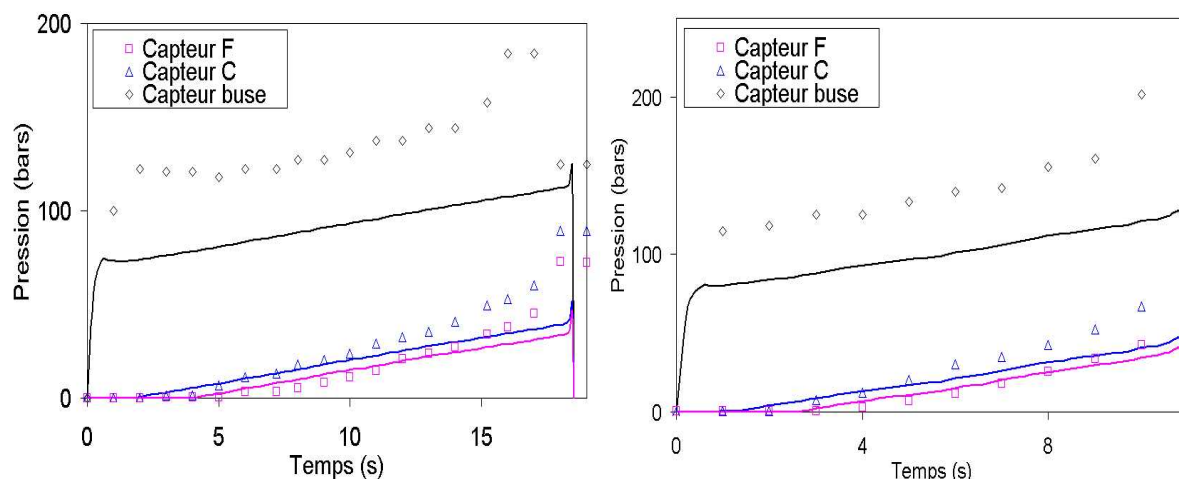 200
100
0
Pression (bars)
Capteur F
Capteur C
Capteur buse
0
5
10
15
Temps (s)
200
100
0
Pression (bars)
Capteur F
Capteur C
Capteur buse
0
4
8
Temps (s)